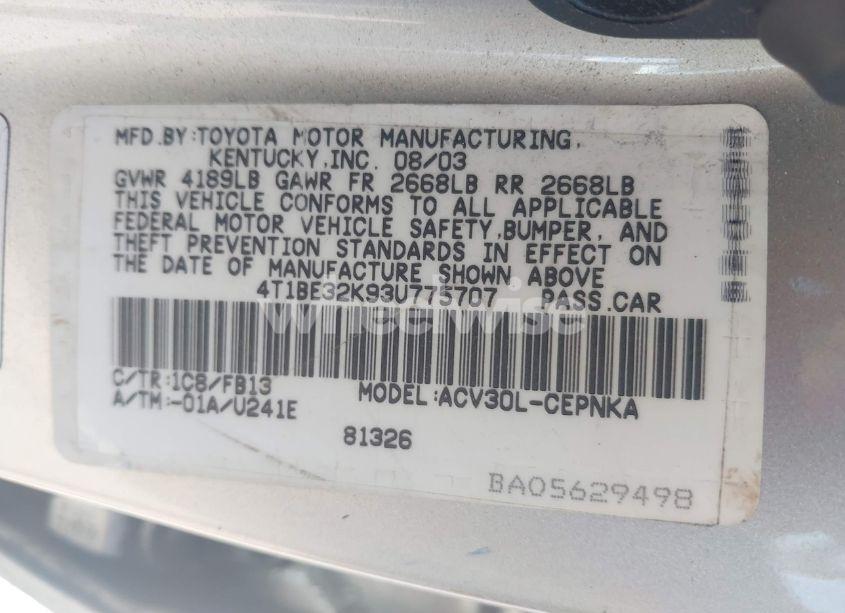 MFD.BY:TOYOTA MOTOR MANUFACTURING,
KENTUCKY,INC. 08/03
GVWR 4189LB GAWR FR 2668LB RR 2668LB
THIS VEHICLE CONFORMS TO ALL APPLICABLE
FEDERAL MOTOR VEHICLE SAFETY,BUMPER, AND
THEFT PREVENTION STANDARDS IN EFFECT ON
THE DATE OF MANUFACTURE SHOWN ABOVE
4T1BE32K93U775707 PASS.CAR
wheelwise
C/TR:1C8/FB13 MODEL:ACV30L-CEPNKA
A/TM:-01A/U241E
81326
BA05629498